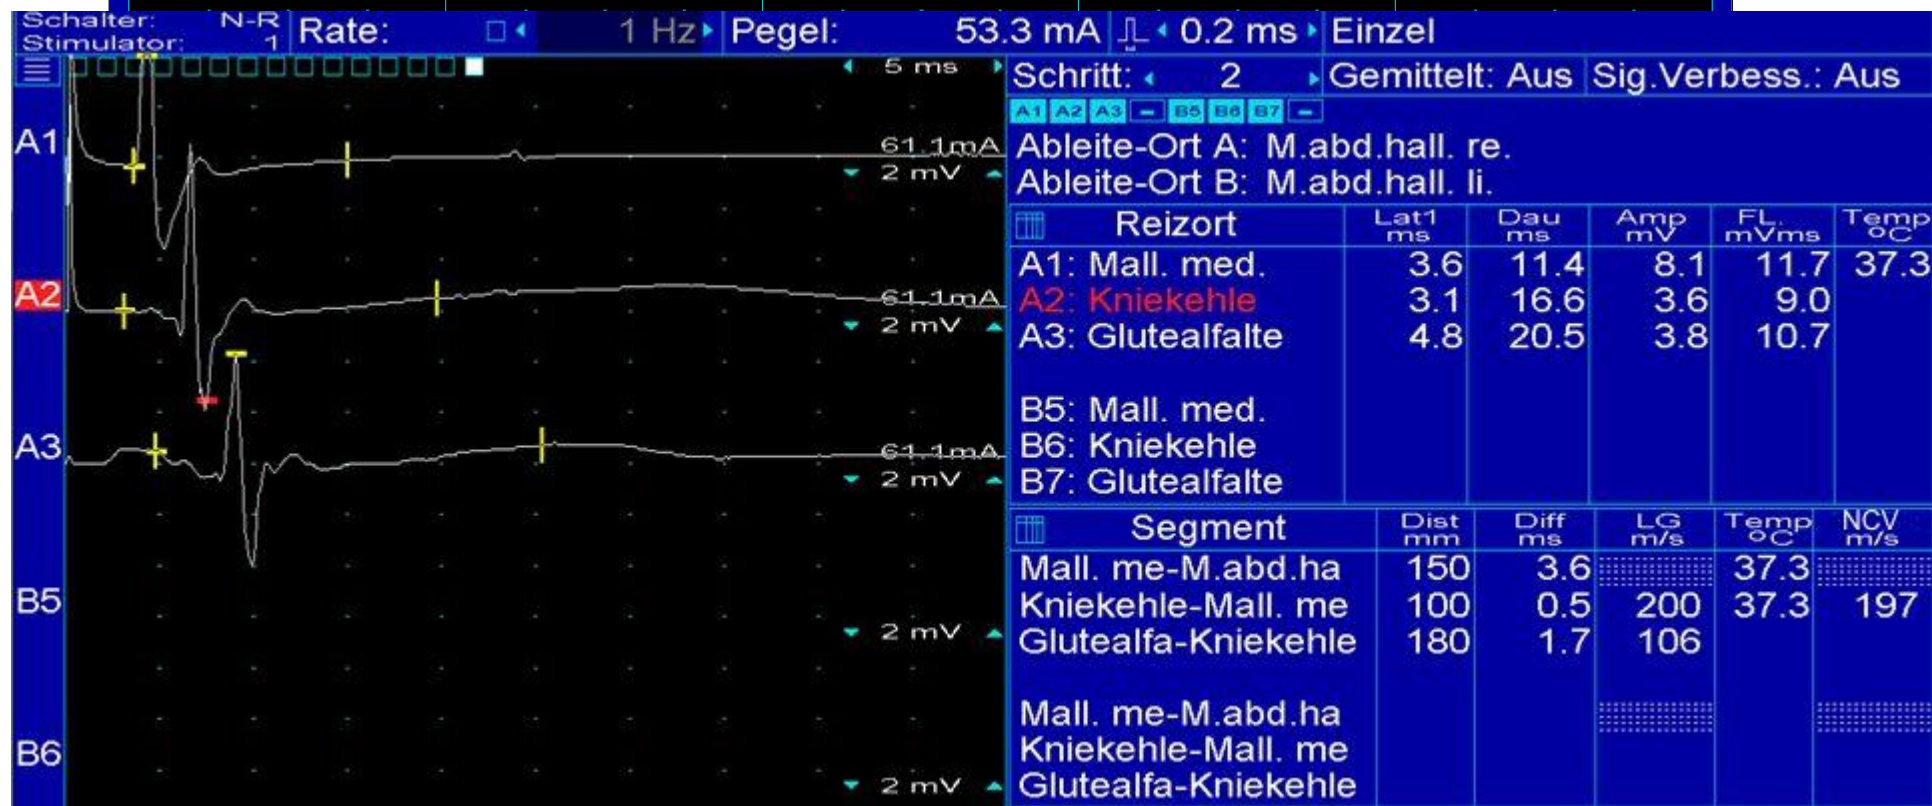 Schalter: N-R
Stimulator: 1
Rate: 1 Hz
Pegel: 53.3 mA
0.2 ms
Einzel
5 ms
A1
61.1mA
2 mV
A2
61.1mA
2 mV
A3
61.1mA
2 mV
B5
2 mV
B6
2 mV
Schritt: 2
Gemittelt: Aus
Sig.Verbess.: Aus
A1 A2 A3 – B5 B6 B7 –
Ableite-Ort A: M.abd.hall. re.
Ableite-Ort B: M.abd.hall. li.
Reizort Lat1 ms Dau ms Amp mV FL. mVms Temp °C
A1: Mall. med. 3.6 11.4 8.1 11.7 37.3
A2: Kniekehle 3.1 16.6 3.6 9.0
A3: Glutealfalte 4.8 20.5 3.8 10.7
B5: Mall. med.
B6: Kniekehle
B7: Glutealfalte
Segment Dist mm Diff ms LG m/s Temp °C NCV m/s
Mall. me-M.abd.ha 150 3.6 37.3
Kniekehle-Mall. me 100 0.5 200 37.3 197
Glutealfa-Kniekehle 180 1.7 106
Mall. me-M.abd.ha
Kniekehle-Mall. me
Glutealfa-Kniekehle